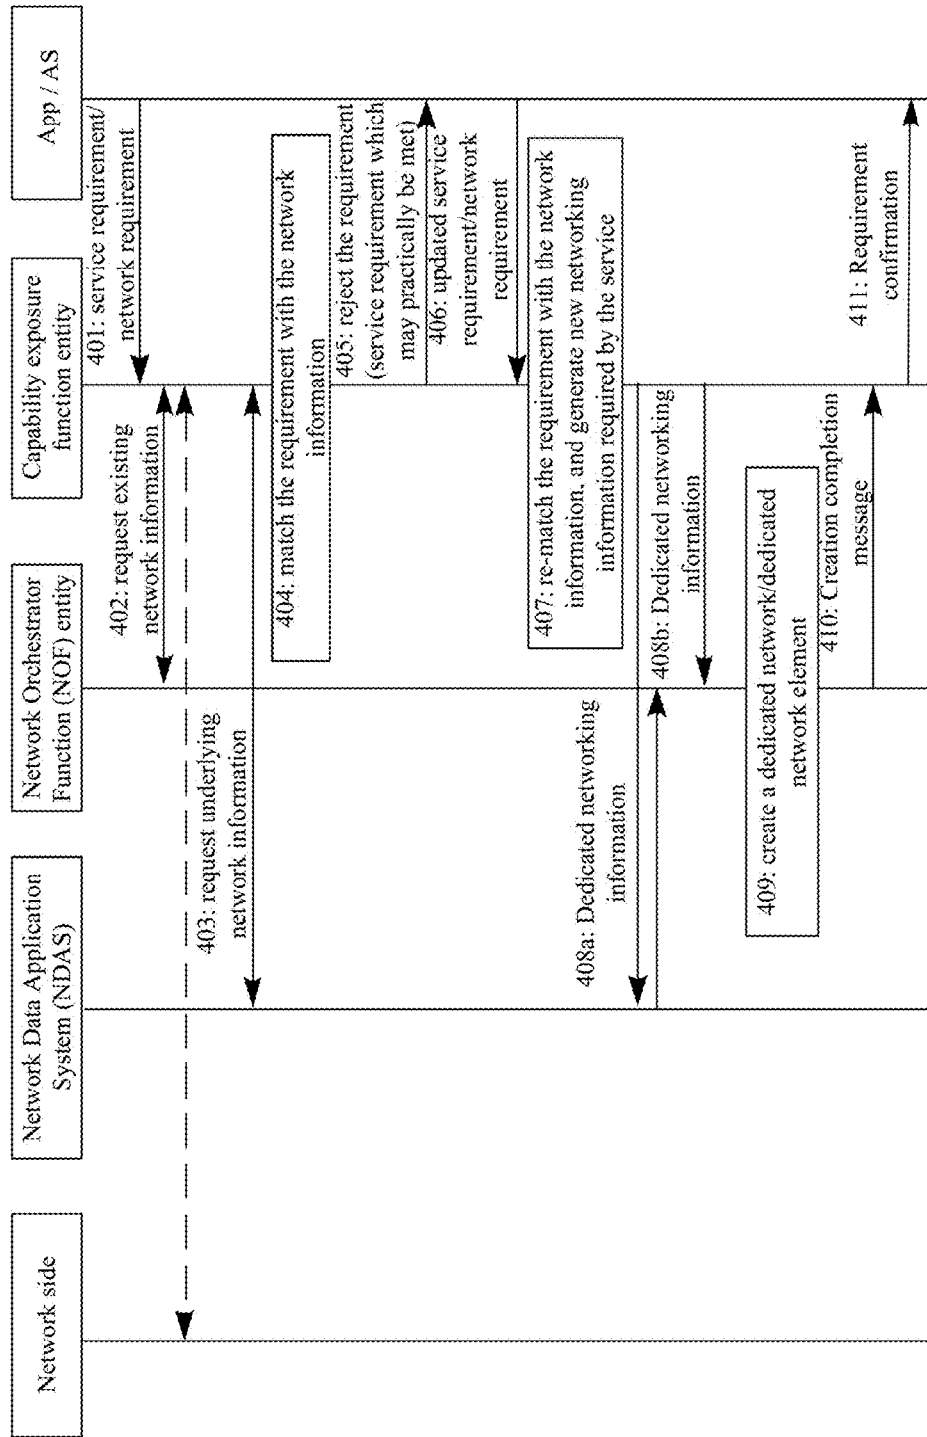 Network side
Network Data Application
System (NDAS)
Network Orchestrator
Function (NOF) entity
Capability exposure
function entity
App / AS
401: service requirement/
network requirement
402: request existing
network information
403: request underlying
network information
404: match the requirement with the network
information
405: reject the requirement
(service requirement which
may practically be met)
406: updated service
requirement/network
requirement
407: re-match the requirement with the network
information, and generate new networking
information required by the service
408a: Dedicated networking
information
408b: Dedicated networking
information
409: create a dedicated network/dedicated
network element
410: Creation completion
message
411: Requirement
confirmation